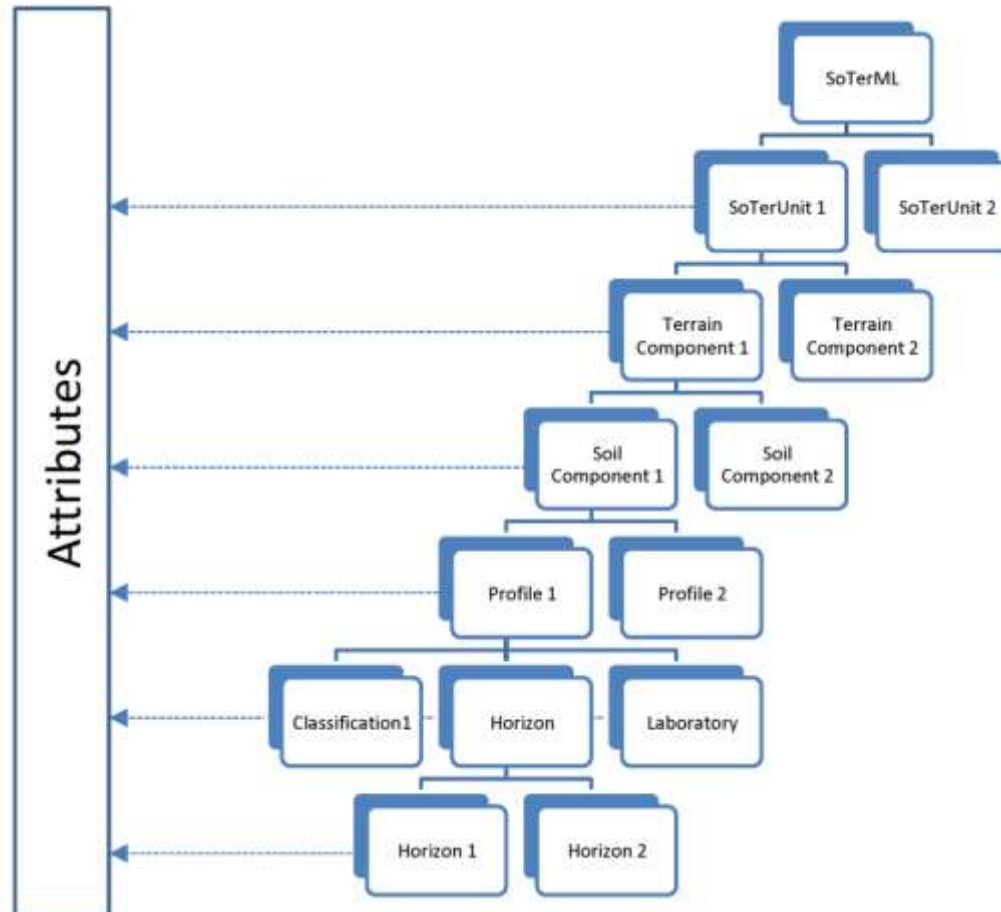 Attributes
SoTerML
SoTerUnit 1
SoTerUnit 2
Terrain
Component 1
Terrain
Component 2
Soil
Component 1
Soil
Component 2
Profile 1
Profile 2
Classification1
Horizon
Laboratory
Horizon 1
Horizon 2